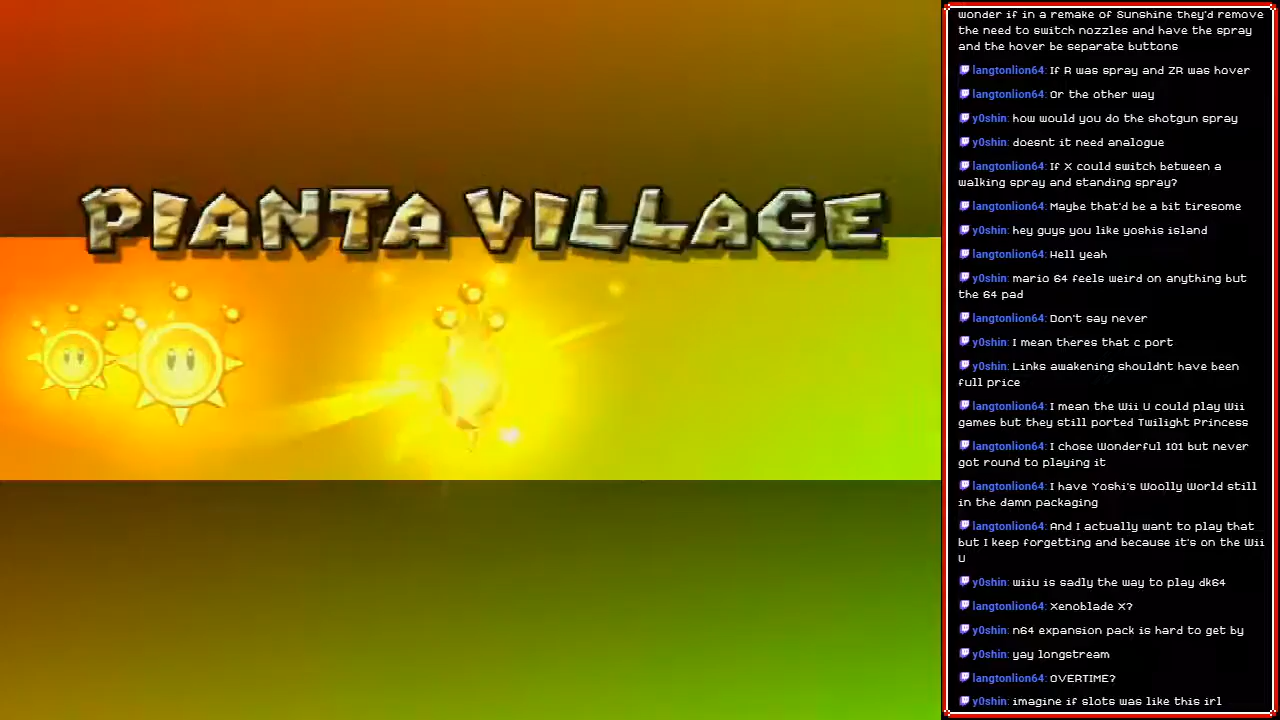 PIANTA VILLAGE
wonder if in a remake of Sunshine they'd remove
the need to switch nozzles and have the spray
and the hover be separate buttons
langtonlion64: If R was spray and ZR was hover
langtonlion64: Or the other way
y0shin: how would you do the shotgun spray
y0shin: doesnt it need analogue
langtonlion64: If X could switch between a
walking spray and standing spray?
langtonlion64: Maybe that'd be a bit tiresome
y0shin: hey guys you like yoshis island
langtonlion64: Hell yeah
y0shin: mario 64 feels weird on anything but
the 64 pad
langtonlion64: Don't say never
y0shin: I mean theres that c port
y0shin: Links awakening shouldnt have been
full price
langtonlion64: I mean the Wii U could play Wii
games but they still ported Twilight Princess
langtonlion64: I chose Wonderful 101 but never
got round to playing it
langtonlion64: I have Yoshi's Woolly World still
in the damn packaging
langtonlion64: And I actually want to play that
but I keep forgetting and because it's on the Wii
U
y0shin: wiiu is sadly the way to play dk64
langtonlion64: Xenoblade X?
y0shin: n64 expansion pack is hard to get by
y0shin: yay longstream
langtonlion64: OVERTIME?
y0shin: imagine if slots was like this irl